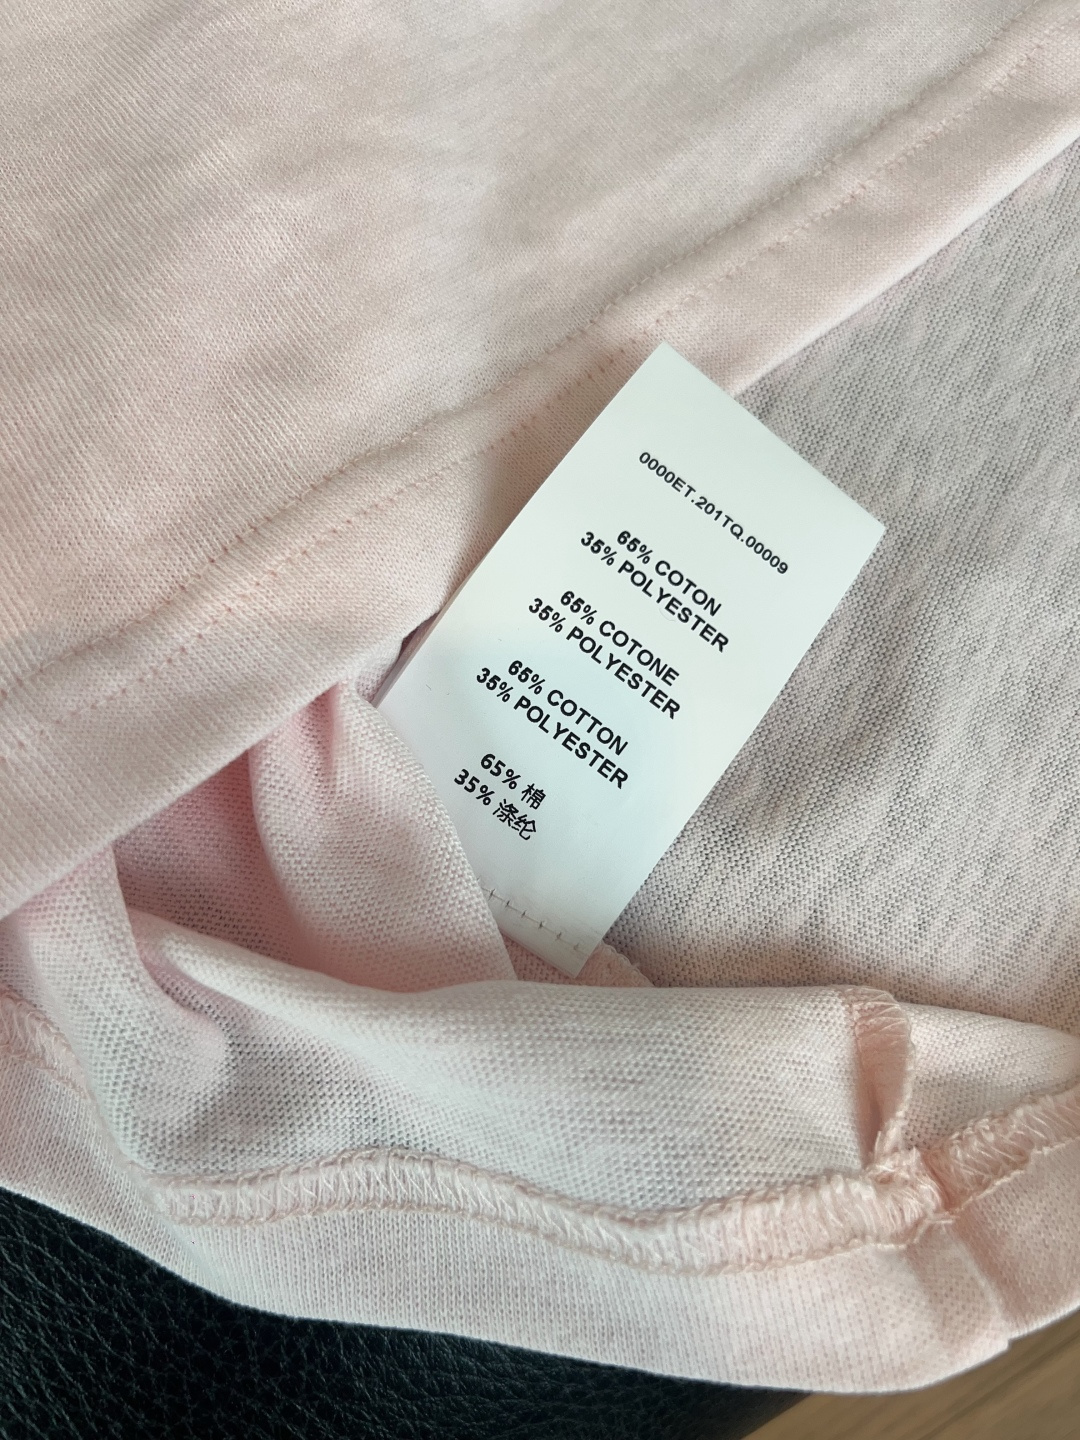 0000ET.201TQ.00009
65% COTON
35% POLYESTER
65% COTONE
35% POLYESTER
65% COTTON
35% POLYESTER
65% 棉
35% 涤纶